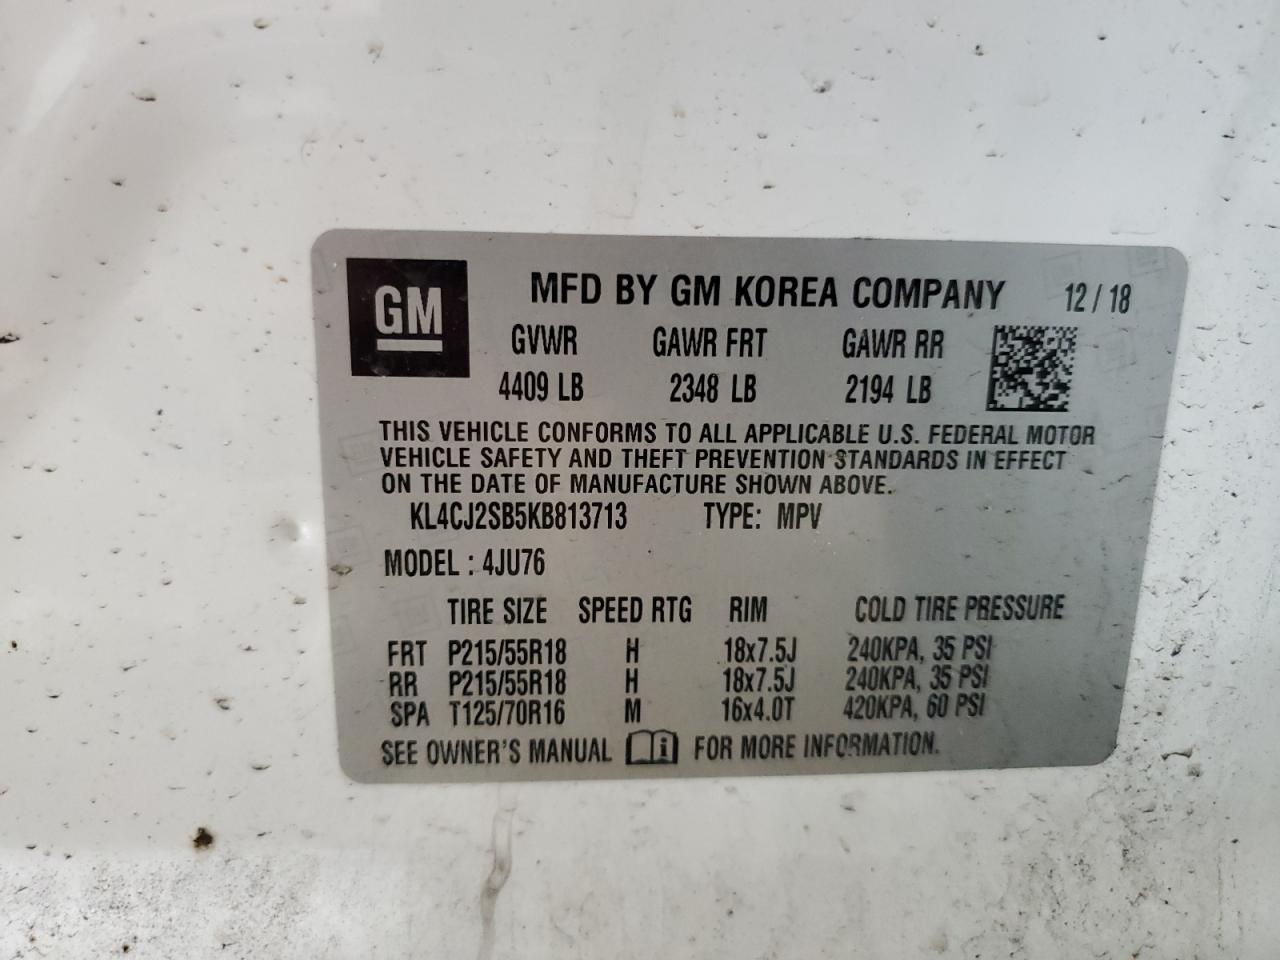 GM
MFD BY GM KOREA COMPANY 12 / 18
GVWR GAWR FRT GAWR RR
4409 LB 2348 LB 2194 LB
THIS VEHICLE CONFORMS TO ALL APPLICABLE U.S. FEDERAL MOTOR
VEHICLE SAFETY AND THEFT PREVENTION STANDARDS IN EFFECT
ON THE DATE OF MANUFACTURE SHOWN ABOVE.
KL4CJ2SB5KB813713 TYPE: MPV
MODEL : 4JU76
TIRE SIZE SPEED RTG RIM COLD TIRE PRESSURE
FRT P215/55R18 H 18x7.5J 240KPA, 35 PSI
RR P215/55R18 H 18x7.5J 240KPA, 35 PSI
SPA T125/70R16 M 16x4.0T 420KPA, 60 PSI
SEE OWNER'S MANUAL i FOR MORE INFORMATION.